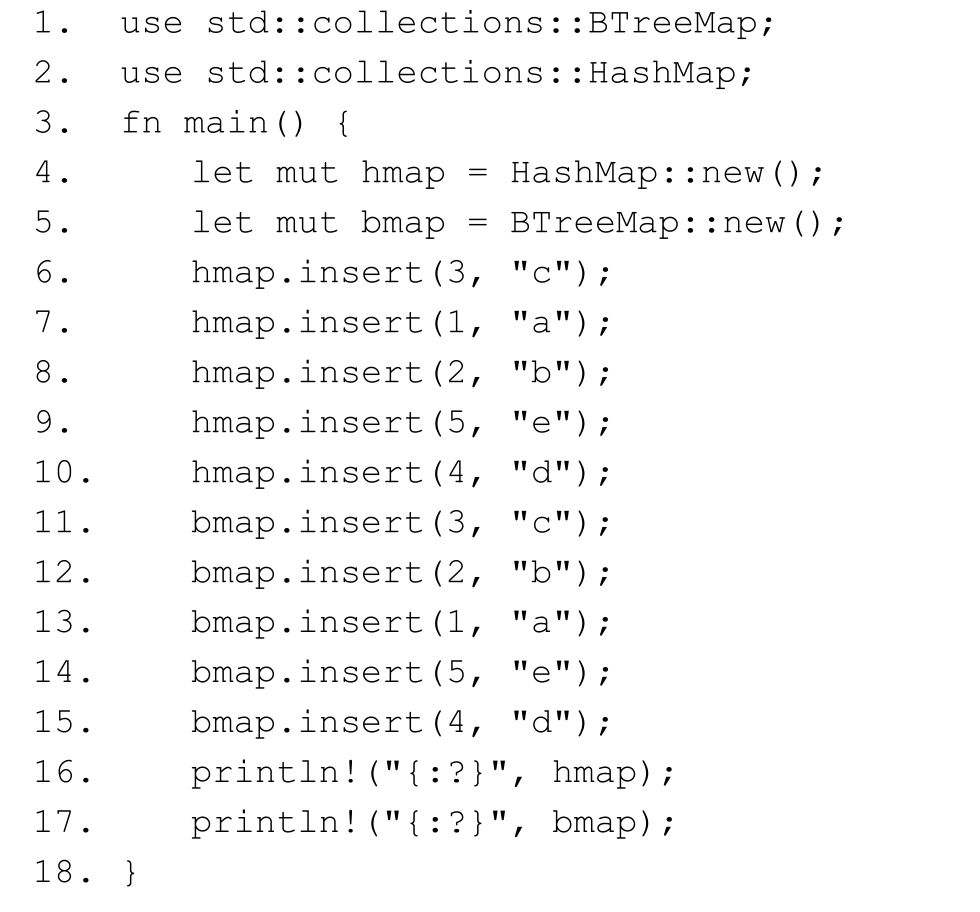 1. use std::collections::BTreeMap;
2. use std::collections::HashMap;
3. fn main() {
4. let mut hmap = HashMap::new();
5. let mut bmap = BTreeMap::new();
6. hmap.insert(3, "c");
7. hmap.insert(1, "a");
8. hmap.insert(2, "b");
9. hmap.insert(5, "e");
10. hmap.insert(4, "d");
11. bmap.insert(3, "c");
12. bmap.insert(2, "b");
13. bmap.insert(1, "a");
14. bmap.insert(5, "e");
15. bmap.insert(4, "d");
16. println!("{:?}", hmap);
17. println!("{:?}", bmap);
18. }